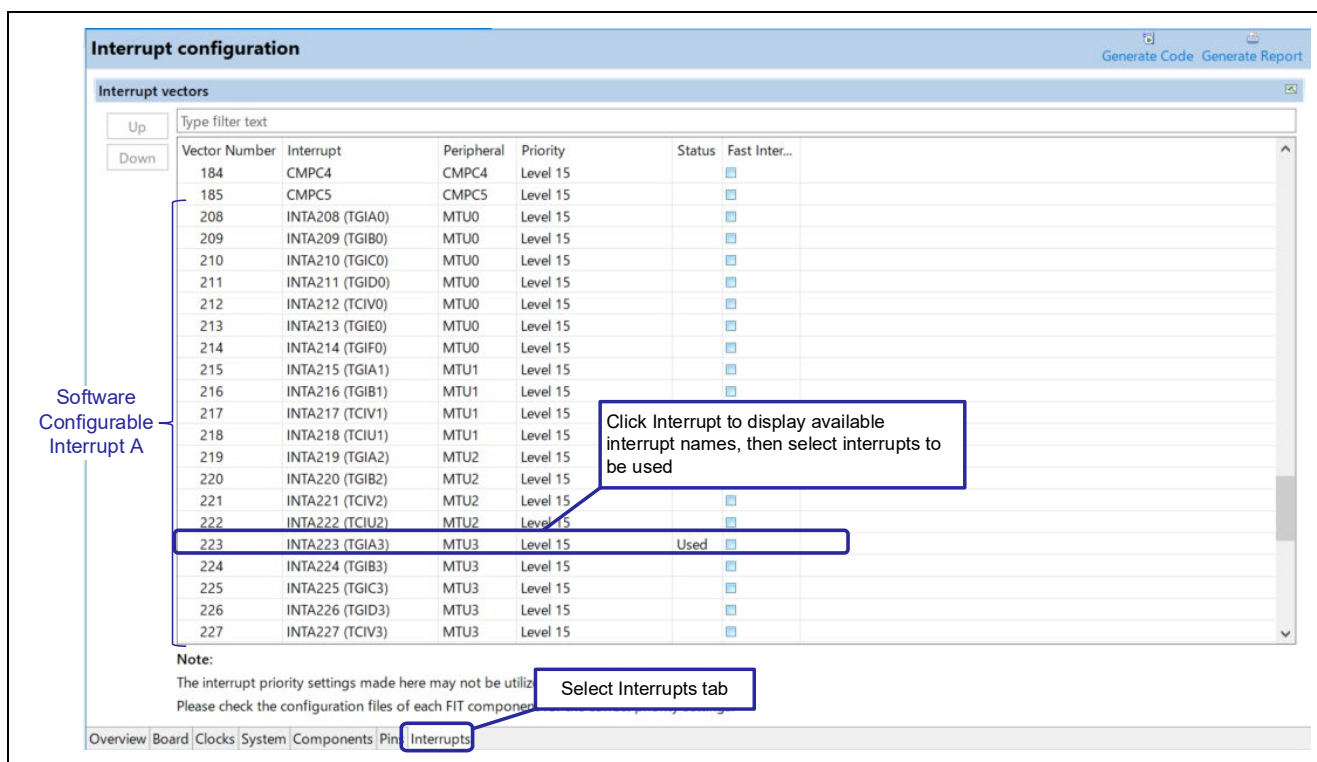 Interrupt configuration
Generate Code Generate Report
Interrupt vectors
Up
Down
Type filter text
Vector Number Interrupt Peripheral Priority Status Fast Inter...
184 CMPC4 CMPC4 Level 15
185 CMPC5 CMPC5 Level 15
208 INTA208 (TGIA0) MTU0 Level 15
209 INTA209 (TGIB0) MTU0 Level 15
210 INTA210 (TGIC0) MTU0 Level 15
211 INTA211 (TGID0) MTU0 Level 15
212 INTA212 (TCIV0) MTU0 Level 15
213 INTA213 (TGIE0) MTU0 Level 15
214 INTA214 (TGIF0) MTU0 Level 15
215 INTA215 (TGIA1) MTU1 Level 15
216 INTA216 (TGIB1) MTU1 Level 15
217 INTA217 (TCIV1) MTU1 Level 15
218 INTA218 (TCIU1) MTU1 Level 15
219 INTA219 (TGIA2) MTU2 Level 15
220 INTA220 (TGIB2) MTU2 Level 15
221 INTA221 (TCIV2) MTU2 Level 15
222 INTA222 (TCIU2) MTU2 Level 15
223 INTA223 (TGIA3) MTU3 Level 15 Used
224 INTA224 (TGIB3) MTU3 Level 15
225 INTA225 (TGIC3) MTU3 Level 15
226 INTA226 (TGID3) MTU3 Level 15
227 INTA227 (TCIV3) MTU3 Level 15
Software
Configurable
Interrupt A
Click Interrupt to display available
interrupt names, then select interrupts to
be used
Note:
The interrupt priority settings made here may not be
Please check the configuration files of each FIT
Select Interrupts tab
Overview Board Clocks System Components Pins Interrupts